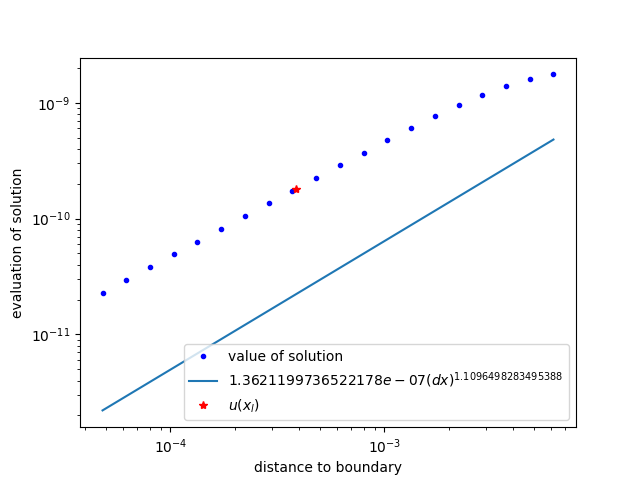 10⁻⁹
10⁻¹⁰
10⁻¹¹
evaluation of solution
value of solution
1.3621199736522178e − 07(dx)^1.1096498283495388
u(x_l)
10⁻⁴ 10⁻³
distance to boundary